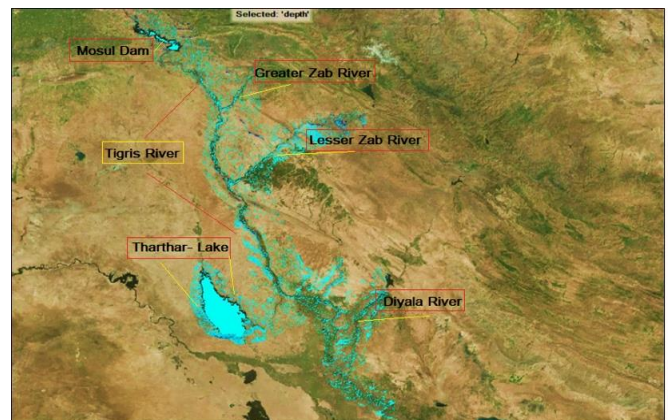 Selected: 'depth'
Mosul Dam
Greater Zab River
Lesser Zab River
Tigris River
Tharthar- Lake
Diyala River